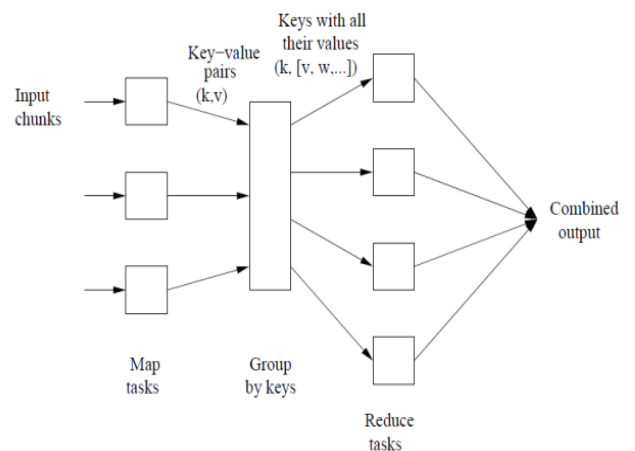 Keys with all
their values
(k, [v, w,...])
Key−value
pairs
(k,v)
Input
chunks
Combined
output
Map
tasks
Group
by keys
Reduce
tasks